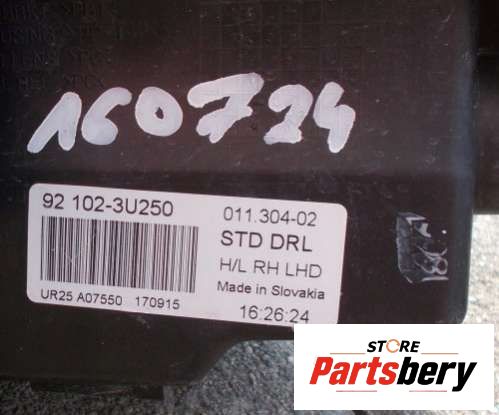 160724
92 102-3U250
011.304-02
STD DRL
H/L RH LHD
Made in Slovakia
UR25 A07550 170915
16:26:24
STORE
Partsbery